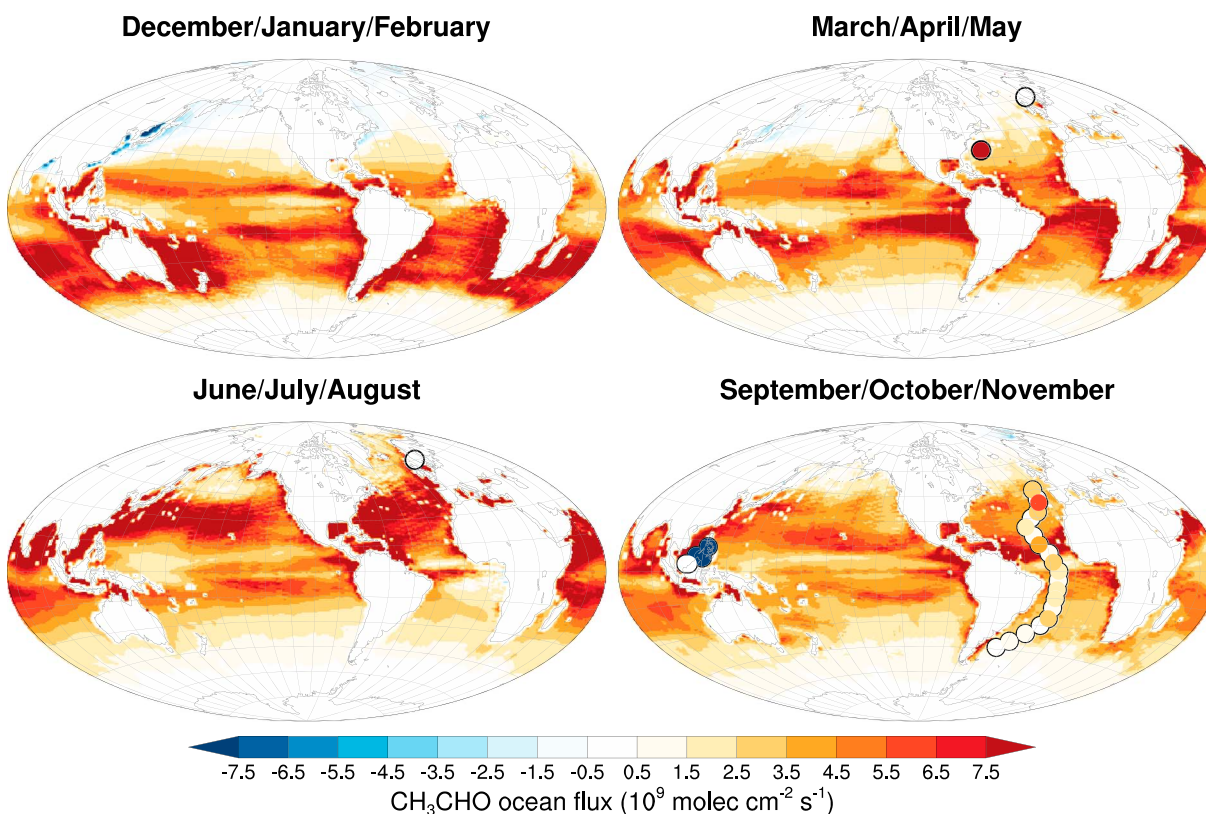 December/January/February
March/April/May
June/July/August
September/October/November
-7.5 -6.5 -5.5 -4.5 -3.5 -2.5 -1.5 -0.5 0.5 1.5 2.5 3.5 4.5 5.5 6.5 7.5
CH₃CHO ocean flux (10⁹ molec cm⁻² s⁻¹)